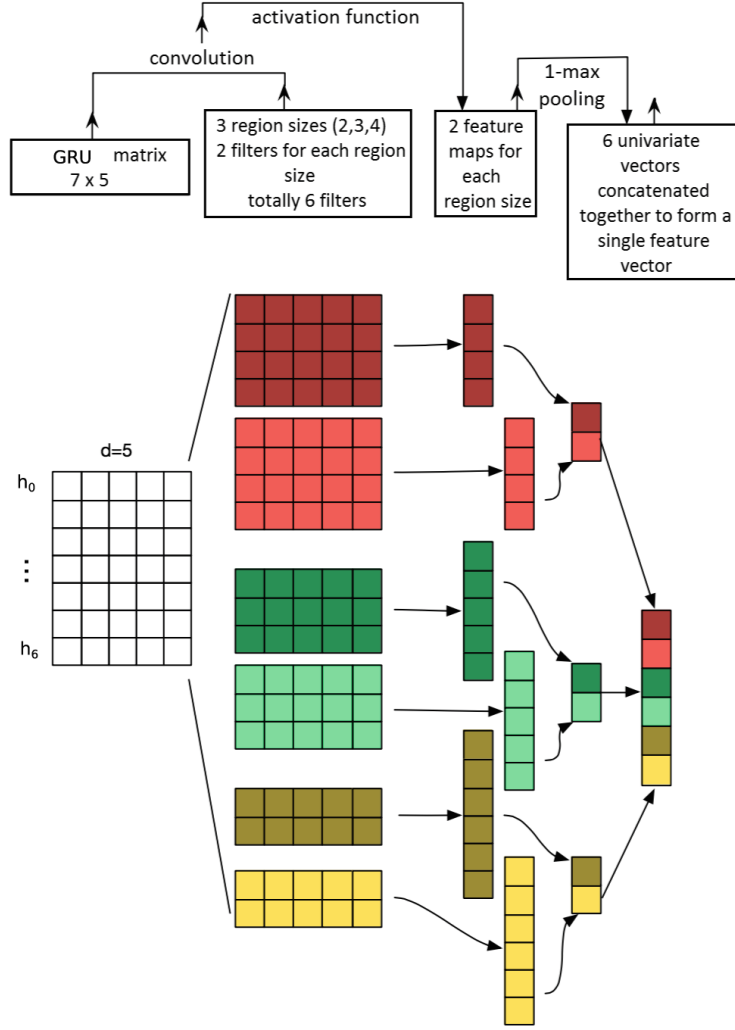 activation function
convolution
1-max
pooling
GRU matrix
7 x 5
3 region sizes (2,3,4)
2 filters for each region
size
totally 6 filters
2 feature
maps for
each
region size
6 univariate
vectors
concatenated
together to form a
single feature
vector
d=5
h0
...
h6